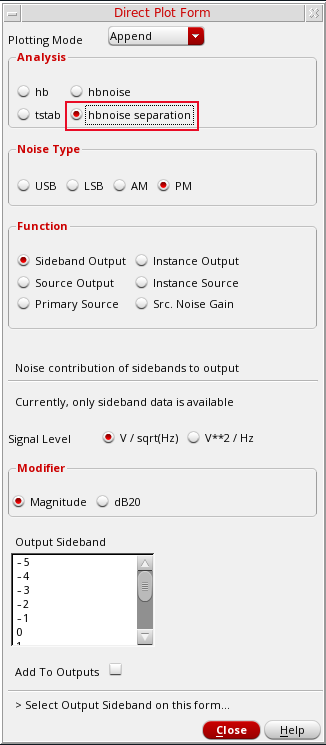 Direct Plot Form
Plotting Mode Append
Analysis
hb hbnoise
tstab hbnoise separation
Noise Type
USB LSB AM PM
Function
Sideband Output Instance Output
Source Output Instance Source
Primary Source Src. Noise Gain
Noise contribution of sidebands to output
Currently, only sideband data is available
Signal Level V / sqrt(Hz) V**2 / Hz
Modifier
Magnitude dB20
Output Sideband
-5
-4
-3
-2
-1
0
Add To Outputs
> Select Output Sideband on this form...
Close Help